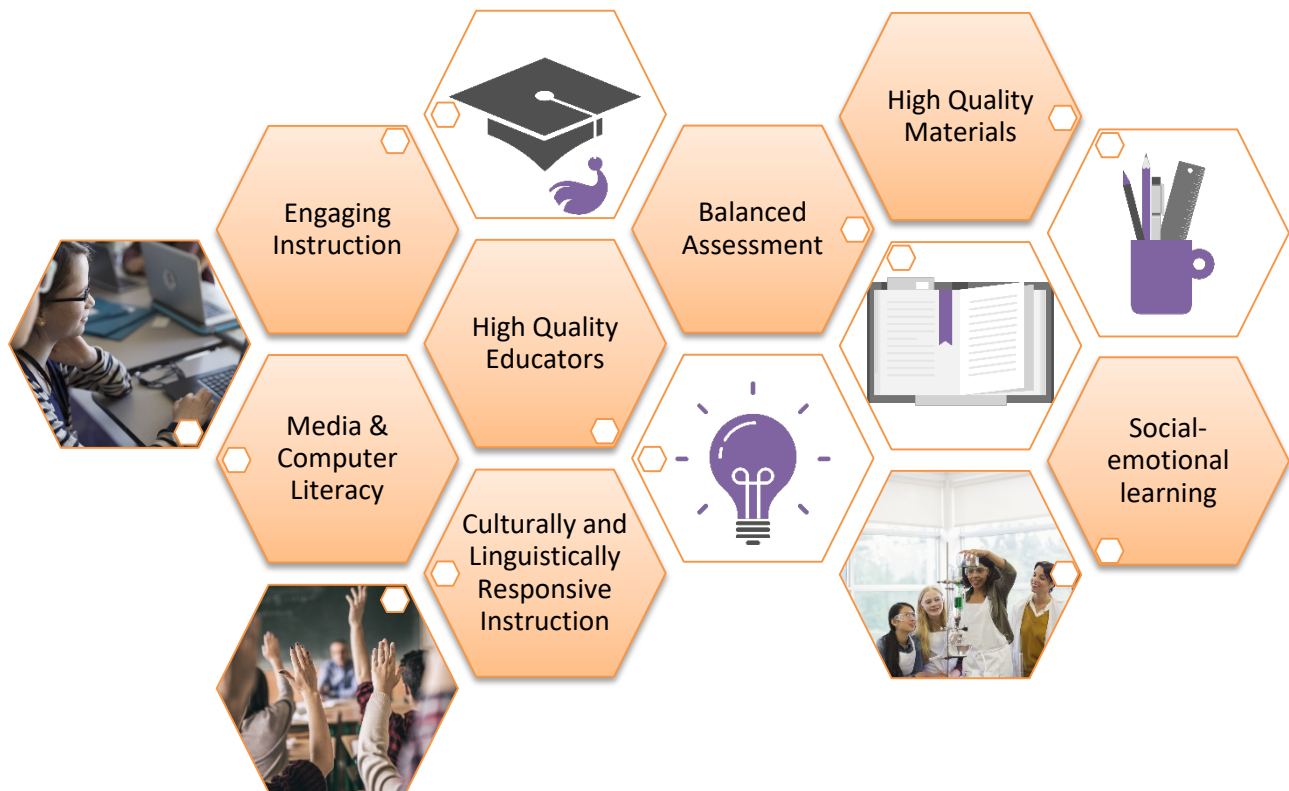 High Quality
Materials
Engaging
Instruction
Balanced
Assessment
High Quality
Educators
Media &
Computer
Literacy
Social-
emotional
learning
Culturally and
Linguistically
Responsive
Instruction